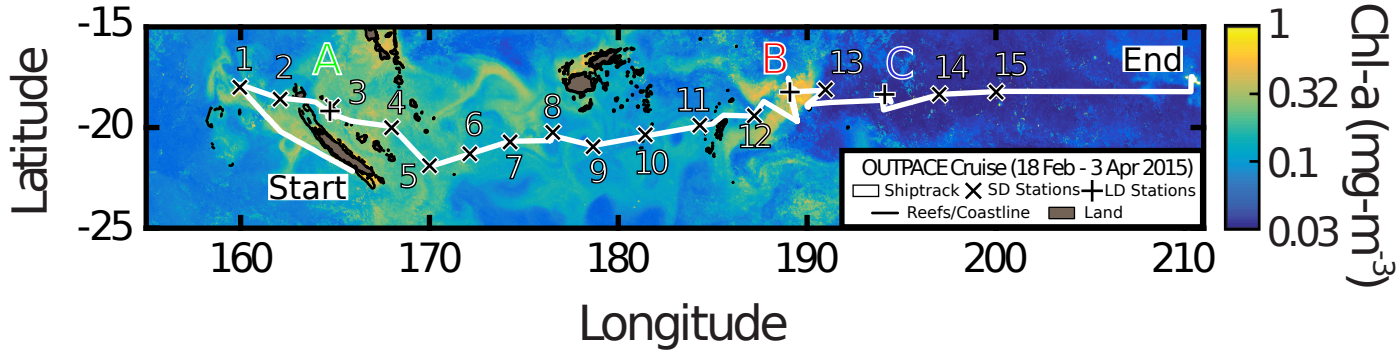 -15
-20
-25
Latitude
1
2
A
3
4
5
6
7
8
9
10
11
12
B
13
C
14
15
End
Start
OUTPACE Cruise (18 Feb - 3 Apr 2015)
Shiptrack SD Stations LD Stations
Reefs/Coastline Land
160 170 180 190 200 210
Longitude
1
0.32
0.1
0.03
Chl-a (mg-m⁻³)